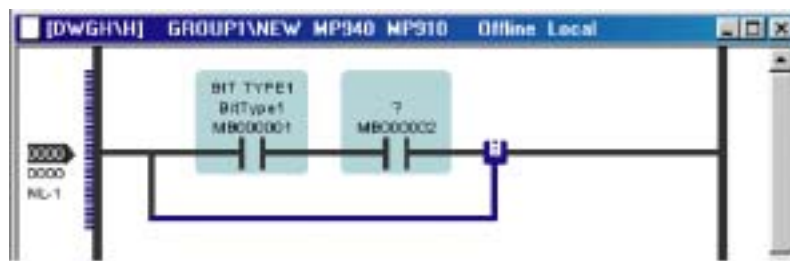 [DWGH\H] GROUP1\NEW MP940 MP910 Offline Local
BIT TYPE1
BitType1
MB000001
?
MB000002
0000
0000
NL-1